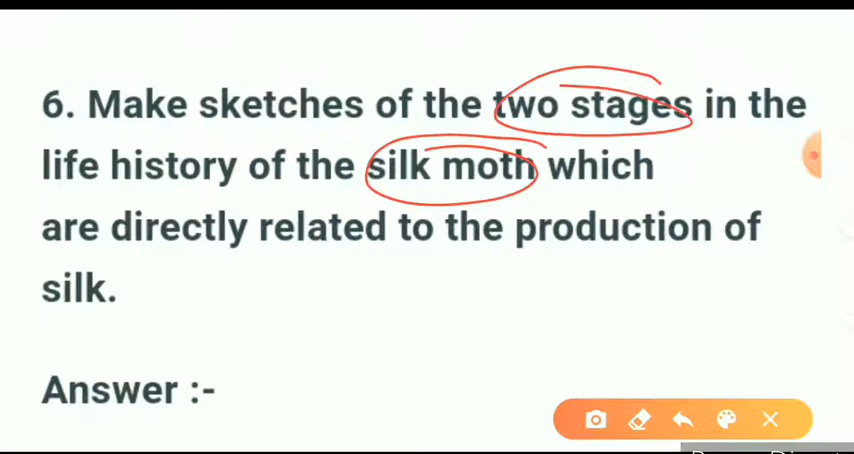 6. Make sketches of the two stages in the
life history of the silk moth which
are directly related to the production of
silk.
Answer :-